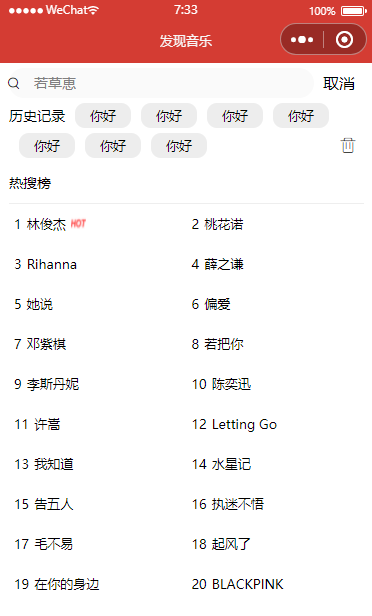 WeChat 7:33 100%
发现音乐
若草惠 取消
历史记录 你好 你好 你好 你好
你好 你好 你好
热搜榜
1 林俊杰 HOT 2 桃花诺
3 Rihanna 4 薛之谦
5 她说 6 偏爱
7 邓紫棋 8 若把你
9 李斯丹妮 10 陈奕迅
11 许嵩 12 Letting Go
13 我知道 14 水星记
15 告五人 16 执迷不悟
17 毛不易 18 起风了
19 在你的身边 20 BLACKPINK